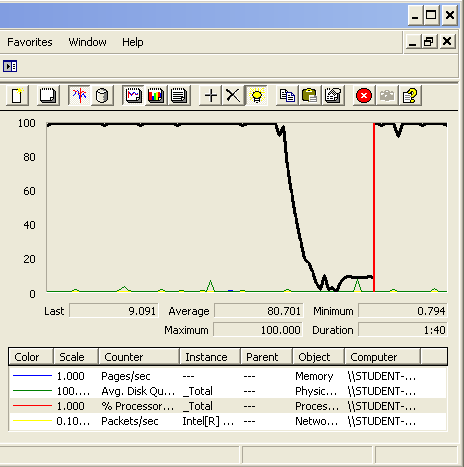 Favorites Window Help
100
80
60
40
20
0
Last 9.091 Average 80.701 Minimum 0.794
Maximum 100.000 Duration 1:40
Color Scale Counter Instance Parent Object Computer
1.000 Pages/sec --- --- Memory \\STUDENT-...
100.... Avg. Disk Qu... _Total --- Physic... \\STUDENT-...
1.000 % Processor... _Total --- Proces... \\STUDENT-...
0.10... Packets/sec Intel[R] ... --- Netwo... \\STUDENT-...